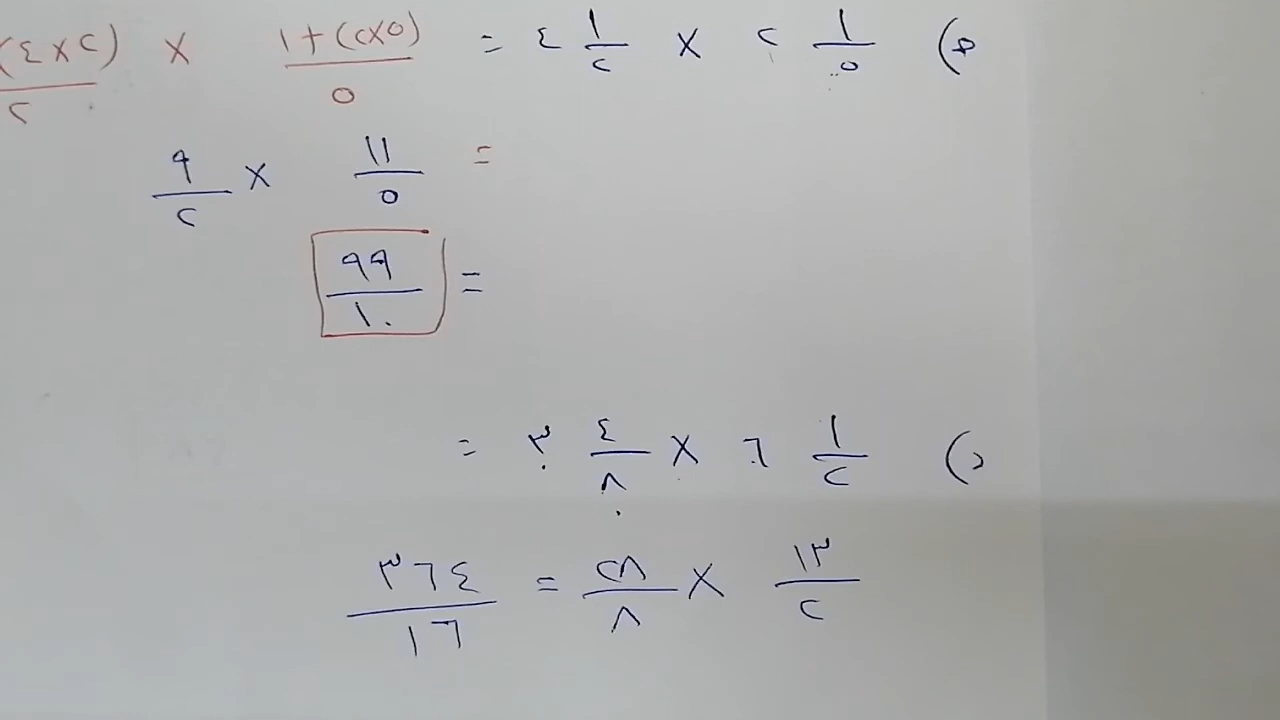 هـ) ٢ ١/٥ × ٤ ١/٢ = (٥×٢)+١/٥ × (٢×٤)/٢
= ١١/٥ × ٩/٢
= ٩٩/١٠
و) ٦ ١/٢ × ٣ ٤/٨ =
١٣/٢ × ٢٨/٨ = ٣٦٤/١٦